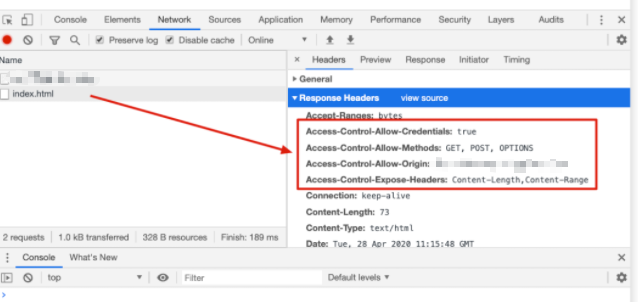 Console Elements Network Sources Application Memory Performance Security Layers Audits
Preserve log Disable cache Online
Name
Headers Preview Response Initiator Timing
General
index.html
Response Headers view source
Accept-Ranges: bytes
Access-Control-Allow-Credentials: true
Access-Control-Allow-Methods: GET, POST, OPTIONS
Access-Control-Allow-Origin:
Access-Control-Expose-Headers: Content-Length,Content-Range
Connection: keep-alive
Content-Length: 73
Content-Type: text/html
Date: Tue, 28 Apr 2020 11:15:48 GMT
2 requests 1.0 kB transferred 328 B resources Finish: 189 ms
Console What's New
top Filter Default levels